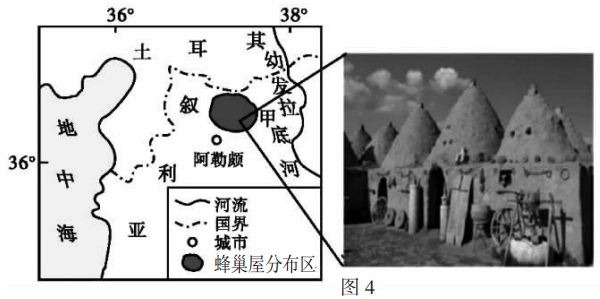 36° 38°
土耳其
幼发拉底河
叙利亚
甲
地中海
36°
阿勒颇
河流
国界
城市
蜂巢屋分布区
图 4